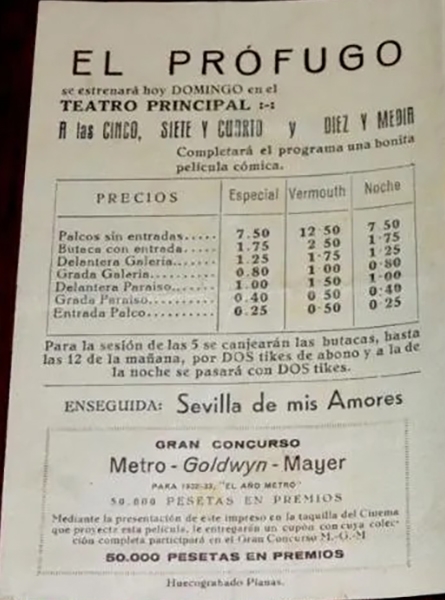 EL PRÓFUGO
se estrenará hoy DOMINGO en el
TEATRO PRINCIPAL :-:
A las CINCO, SIETE Y CUARTO y DIEZ Y MEDIA
Completará el programa una bonita
película cómica.
PRECIOS Especial Vermouth Noche
Palcos sin entradas..... 7.50 12 50 7 50
Butaca con entrada..... 1.75 2 50 1.75
Delantera Galería...... 1.25 1.75 1.25
Grada Galería......... 0.80 1 00 0.80
Delantera Paraiso...... 1.00 1 50 1.00
Grada Paraiso......... 0.40 0 50 0.40
Entrada Palco......... 0.25 0.50 0.25
Para la sesión de las 5 se canjearán las butacas, hasta
las 12 de la mañana, por DOS tikes de abono y a la de
la noche se pasará con DOS tikes.
ENSEGUIDA: Sevilla de mis Amores
GRAN CONCURSO
Metro - Goldwyn - Mayer
PARA 1932-33, "EL AÑO METRO"
50.000 PESETAS EN PREMIOS
Mediante la presentación de este impreso en la taquilla del Cinema
que proyecte esta película, le entregarán un cupón con cuya colec-
ción completa participará en el Gran Concurso M.-G.-M
50.000 PESETAS EN PREMIOS
Huecograbado Planas.